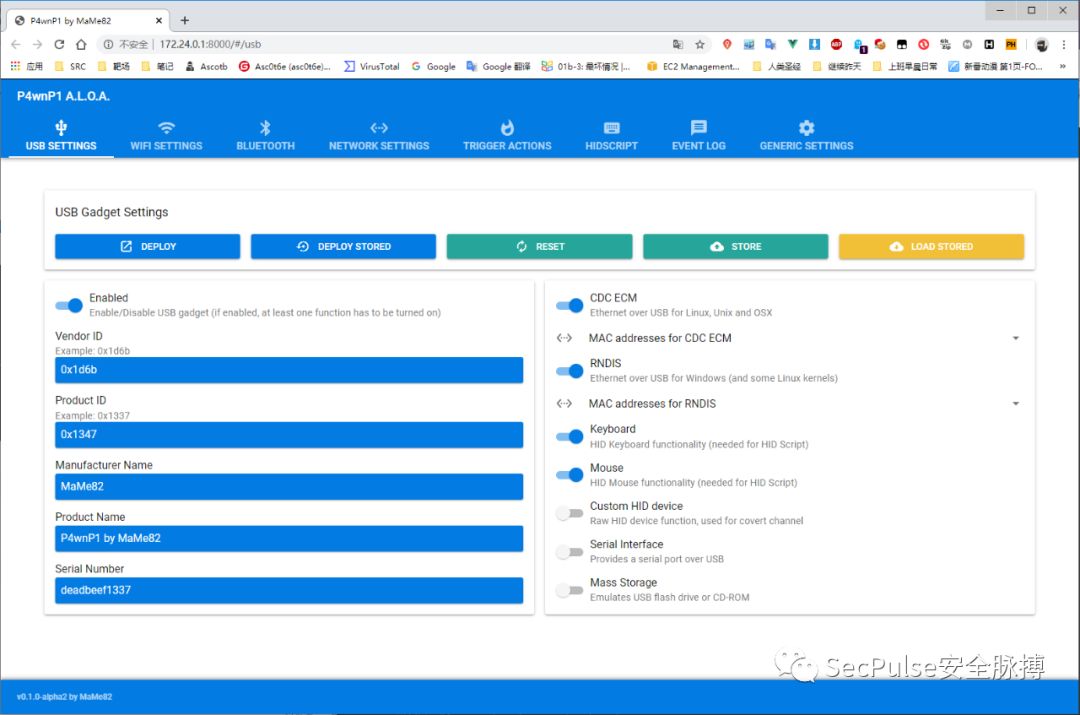 P4wnP1 by MaMe82
不安全 | 172.24.0.1:8000/#/usb
应用 SRC 靶场 笔记 Ascotb Asc0t6e (asc0t6e)... VirusTotal Google Google 翻译 01b-3: 最坏情况 |... EC2 Management... 人类圣经 继续昨天 上班早晨日常 新番动漫 第1页-FO... »
P4wnP1 A.L.O.A.
USB SETTINGS WIFI SETTINGS BLUETOOTH NETWORK SETTINGS TRIGGER ACTIONS HIDSCRIPT EVENT LOG GENERIC SETTINGS
USB Gadget Settings
DEPLOY DEPLOY STORED RESET STORE LOAD STORED
Enabled
Enable/Disable USB gadget (if enabled, at least one function has to be turned on)
Vendor ID
Example: 0x1d6b
0x1d6b
Product ID
Example: 0x1337
0x1347
Manufacturer Name
MaMe82
Product Name
P4wnP1 by MaMe82
Serial Number
deadbeef1337
CDC ECM
Ethernet over USB for Linux, Unix and OSX
MAC addresses for CDC ECM
RNDIS
Ethernet over USB for Windows (and some Linux kernels)
MAC addresses for RNDIS
Keyboard
HID Keyboard functionality (needed for HID Script)
Mouse
HID Mouse functionality (needed for HID Script)
Custom HID device
Raw HID device function, used for covert channel
Serial Interface
Provides a serial port over USB
Mass Storage
Emulates USB flash drive or CD-ROM
SecPulse安全脉搏
v0.1.0-alpha2 by MaMe82